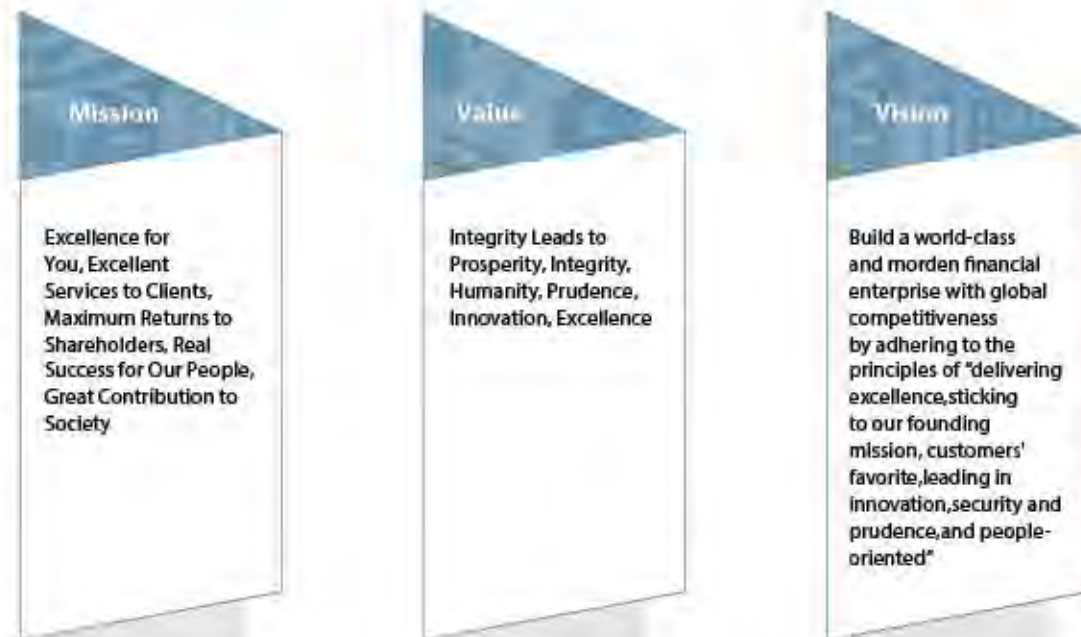 Mission
Excellence for
You, Excellent
Services to Clients,
Maximum Returns to
Shareholders, Real
Success for Our People,
Great Contribution to
Society
Value
Integrity Leads to
Prosperity, Integrity,
Humanity, Prudence,
Innovation, Excellence
Vision
Build a world-class
and morden financial
enterprise with global
competitiveness
by adhering to the
principles of "delivering
excellence,sticking
to our founding
mission, customers'
favorite,leading in
innovation,security and
prudence,and people-
oriented"